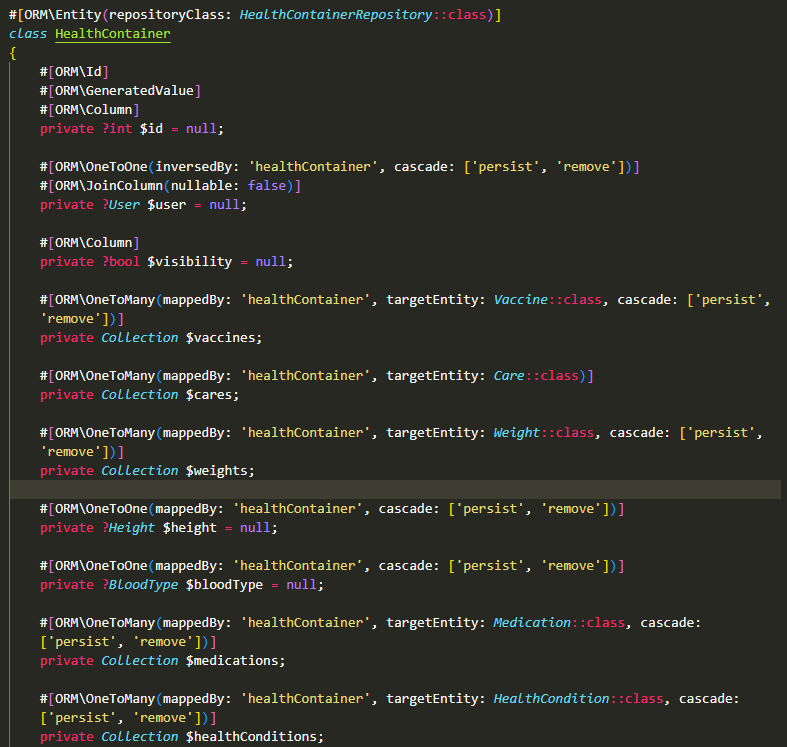 #[ORM\Entity(repositoryClass: HealthContainerRepository::class)]
class HealthContainer
{
#[ORM\Id]
#[ORM\GeneratedValue]
#[ORM\Column]
private ?int $id = null;
#[ORM\OneToOne(inversedBy: 'healthContainer', cascade: ['persist', 'remove'])]
#[ORM\JoinColumn(nullable: false)]
private ?User $user = null;
#[ORM\Column]
private ?bool $visibility = null;
#[ORM\OneToMany(mappedBy: 'healthContainer', targetEntity: Vaccine::class, cascade: ['persist',
'remove'])]
private Collection $vaccines;
#[ORM\OneToMany(mappedBy: 'healthContainer', targetEntity: Care::class)]
private Collection $cares;
#[ORM\OneToMany(mappedBy: 'healthContainer', targetEntity: Weight::class, cascade: ['persist',
'remove'])]
private Collection $weights;
#[ORM\OneToOne(mappedBy: 'healthContainer', cascade: ['persist', 'remove'])]
private ?Height $height = null;
#[ORM\OneToOne(mappedBy: 'healthContainer', cascade: ['persist', 'remove'])]
private ?BloodType $bloodType = null;
#[ORM\OneToMany(mappedBy: 'healthContainer', targetEntity: Medication::class, cascade:
['persist', 'remove'])]
private Collection $medications;
#[ORM\OneToMany(mappedBy: 'healthContainer', targetEntity: HealthCondition::class, cascade:
['persist', 'remove'])]
private Collection $healthConditions;